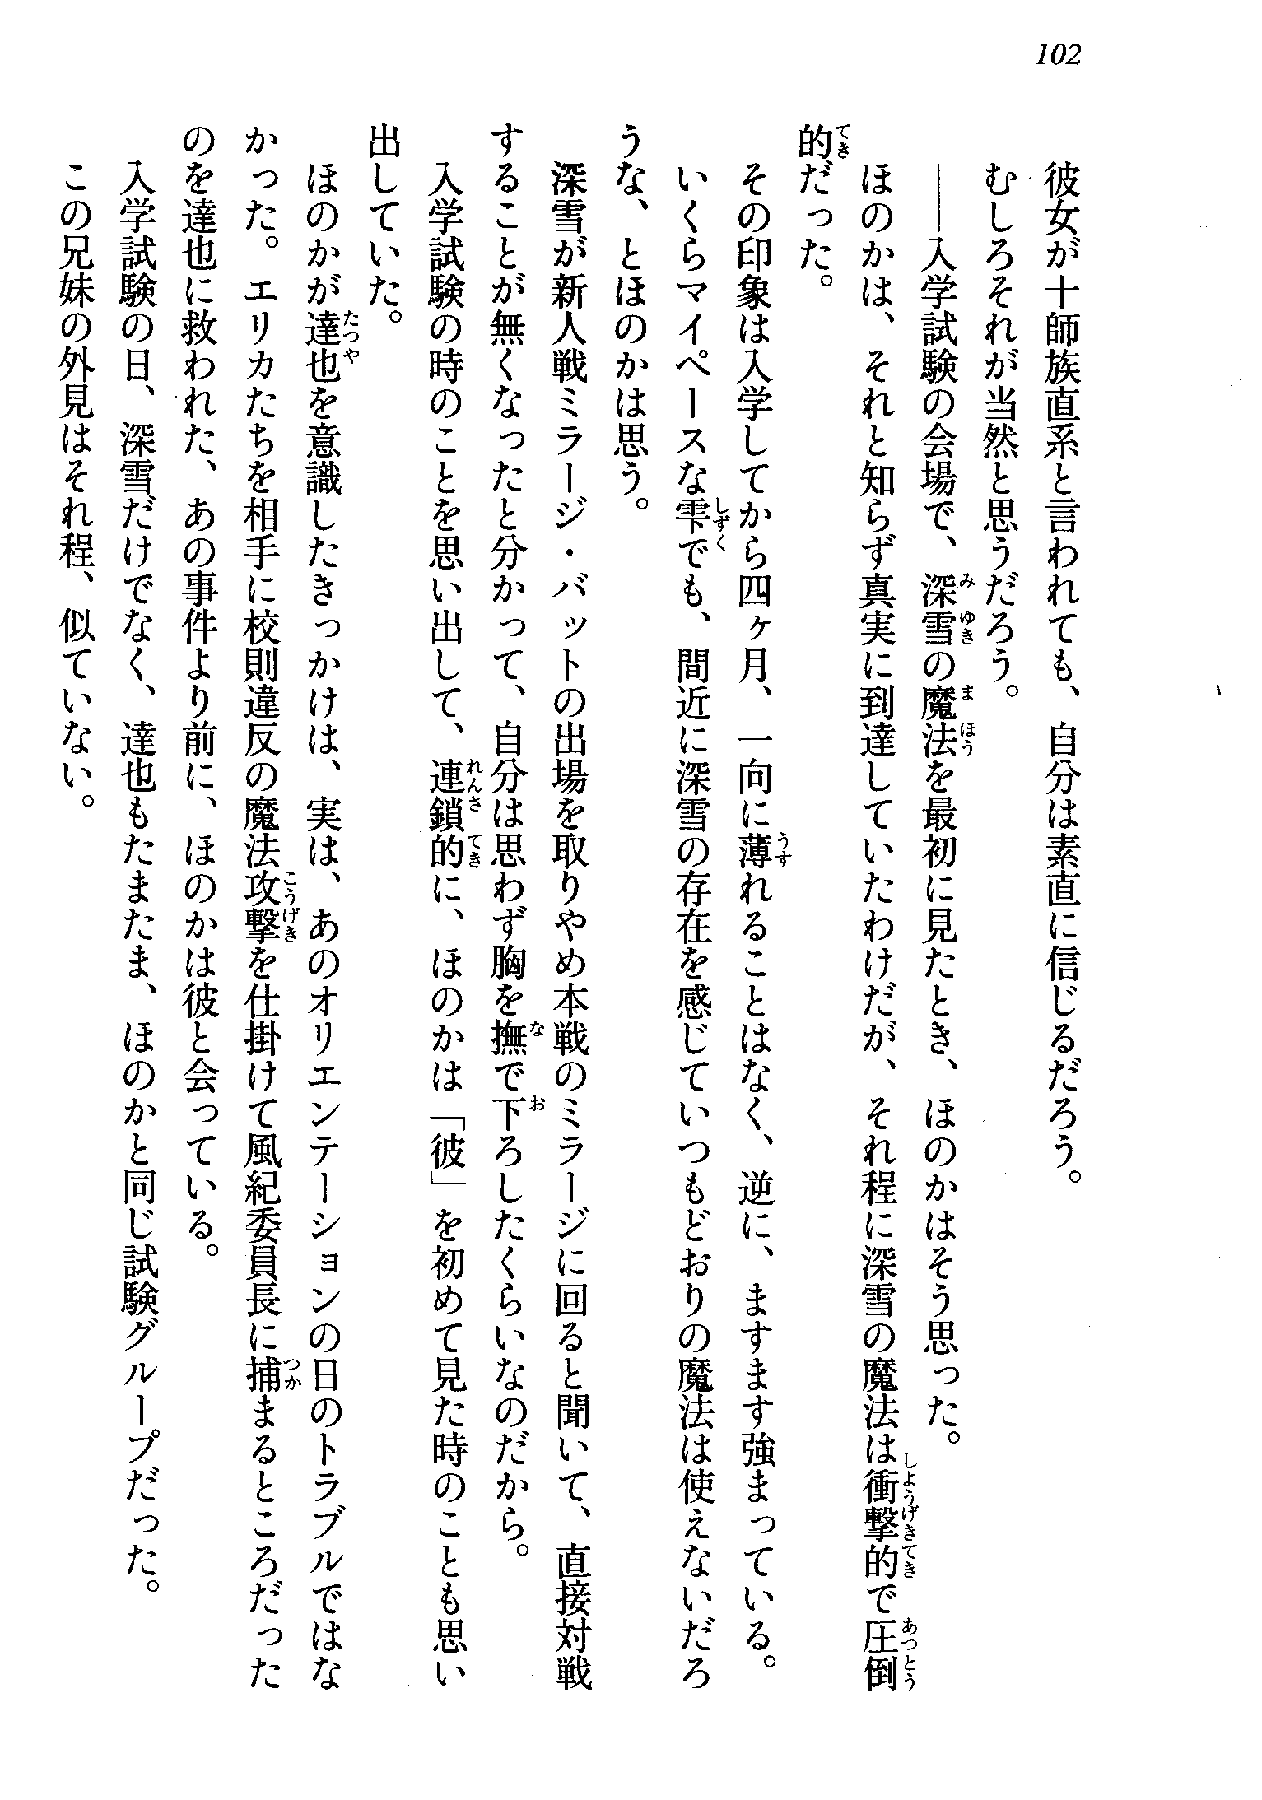 102
彼女が十師族直系と言われても、自分は素直に信じるだろう。
むしろそれが当然と思うだろう。
――入学試験の会場で、深雪の魔法を最初に見たとき、ほのかはそう思った。
ほのかは、それと知らず真実に到達していたわけだが、それ程に深雪の魔法は衝撃的で圧倒
的だった。
その印象は入学してから四ヶ月、一向に薄れることはなく、逆に、ますます強まっている。
いくらマイペースな雫でも、間近に深雪の存在を感じていつもどおりの魔法は使えないだろ
うな、とほのかは思う。
深雪が新人戦ミラージ・バットの出場を取りやめ本戦のミラージに回ると聞いて、直接対戦
することが無くなったと分かって、自分は思わず胸を撫で下ろしたくらいなのだから。
入学試験の時のことを思い出して、連鎖的に、ほのかは「彼」を初めて見た時のことも思い
出していた。
ほのかが達也を意識したきっかけは、実は、あのオリエンテーションの日のトラブルではな
かった。エリカたちを相手に校則違反の魔法攻撃を仕掛けて風紀委員長に捕まるところだった
のを達也に救われた、あの事件より前に、ほのかは彼と会っている。
入学試験の日、深雪だけでなく、達也もたまたま、ほのかと同じ試験グループだった。
この兄妹の外見はそれ程、似ていない。